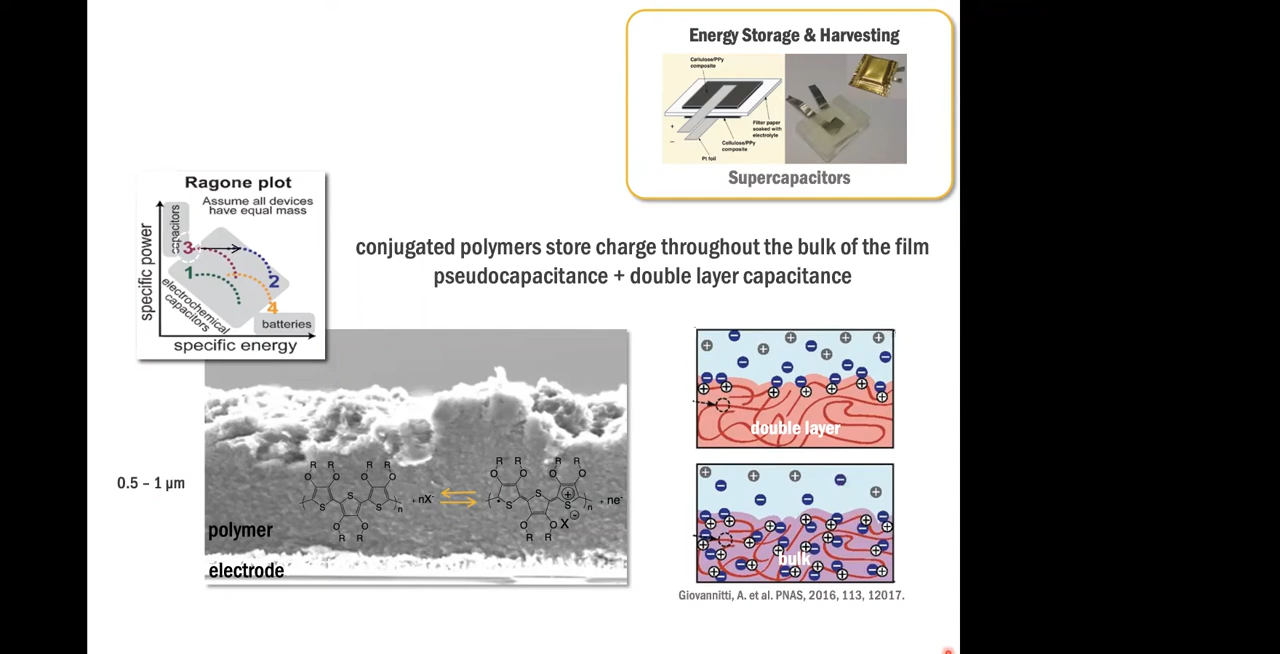 Energy Storage & Harvesting
Cellulose/PPy
composite
+
−
Filter paper
soaked with
electrolyte
Cellulose/PPy
composite
Pt foil
Supercapacitors
Ragone plot
Assume all devices
have equal mass
specific power
capacitors
3
1
2
4
electrochemical
capacitors
batteries
specific energy
conjugated polymers store charge throughout the bulk of the film
pseudocapacitance + double layer capacitance
0.5 – 1 µm
R R R R
O O O O
S S S
O O
R R
n
+ nX-
R R R R
O O O O
S S S
O O
R R
X
n
+ ne-
polymer
electrode
double layer
bulk
Giovannitti, A. et al. PNAS, 2016, 113, 12017.